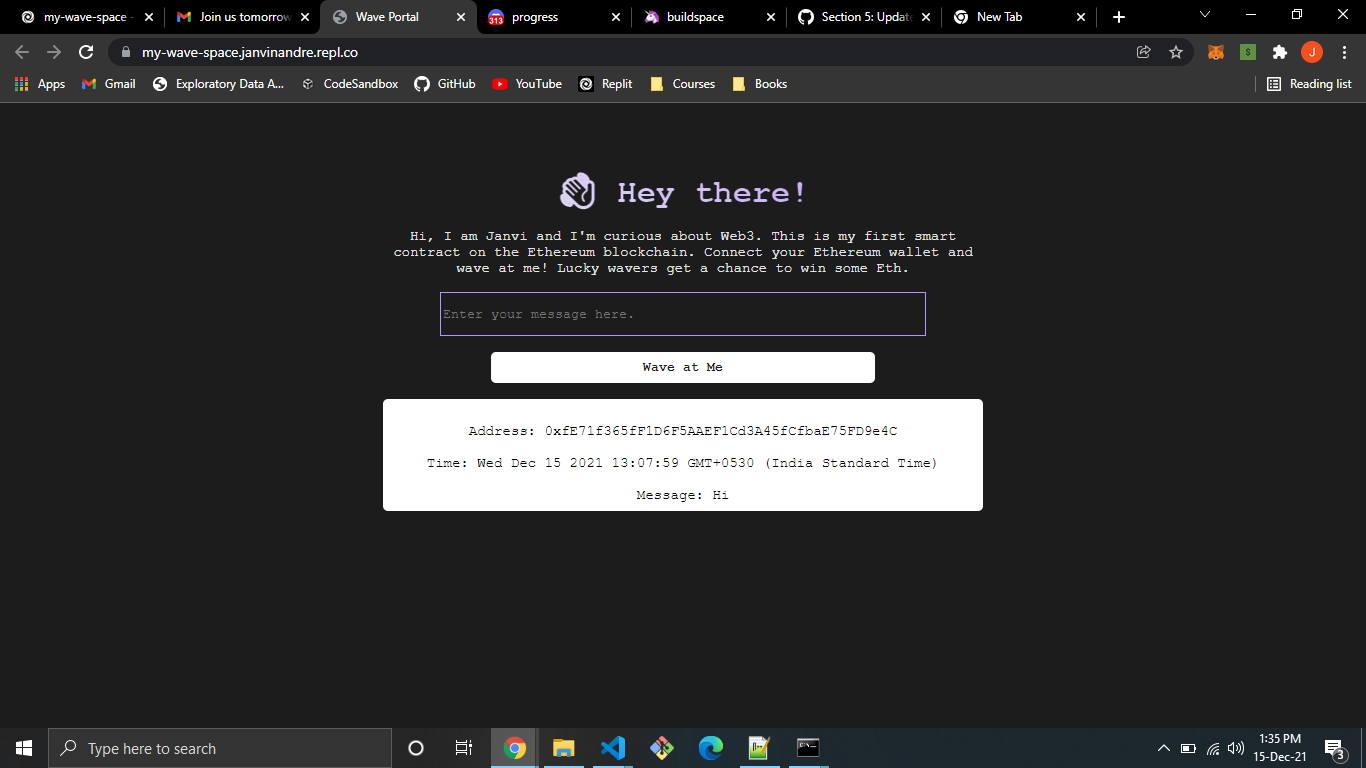 my-wave-space -
Join us tomorrow
Wave Portal
313
progress
buildspace
Section 5: Updat
New Tab
my-wave-space.janvinandre.repl.co
$
J
Apps
Gmail
Exploratory Data A...
CodeSandbox
GitHub
YouTube
Replit
Courses
Books
Reading list
Hey there!
Hi, I am Janvi and I'm curious about Web3. This is my first smart
contract on the Ethereum blockchain. Connect your Ethereum wallet and
wave at me! Lucky wavers get a chance to win some Eth.
Enter your message here.
Wave at Me
Address: 0xfE71f365fF1D6F5AAEF1Cd3A45fCfbaE75FD9e4C
Time: Wed Dec 15 2021 13:07:59 GMT+0530 (India Standard Time)
Message: Hi
Type here to search
1:35 PM
15-Dec-21
3